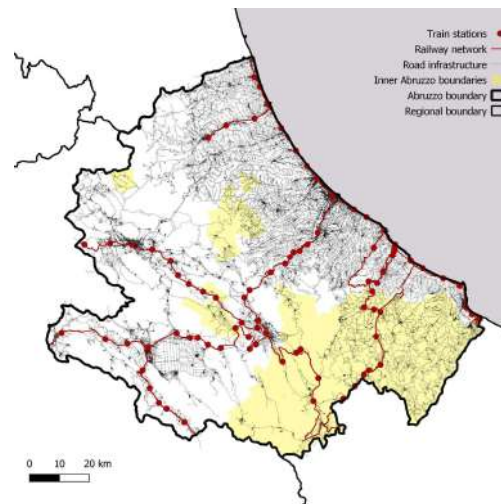 Train stations
Railway network
Road infrastructure
Inner Abruzzo boundaries
Abruzzo boundary
Regional boundary
0 10 20 km